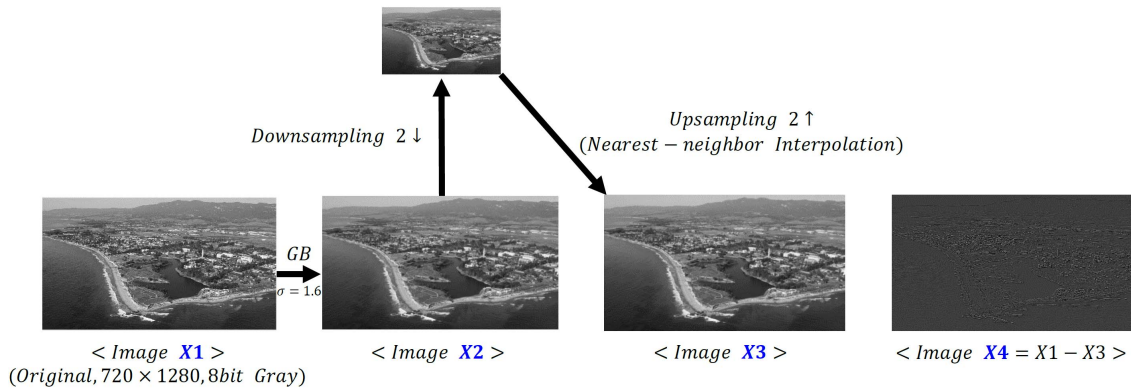 Downsampling 2 ↓
Upsampling 2 ↑
(Nearest − neighbor Interpolation)
GB
σ = 1.6
< Image X1 >
(Original, 720 × 1280, 8bit Gray)
< Image X2 >
< Image X3 >
< Image X4 = X1 − X3 >